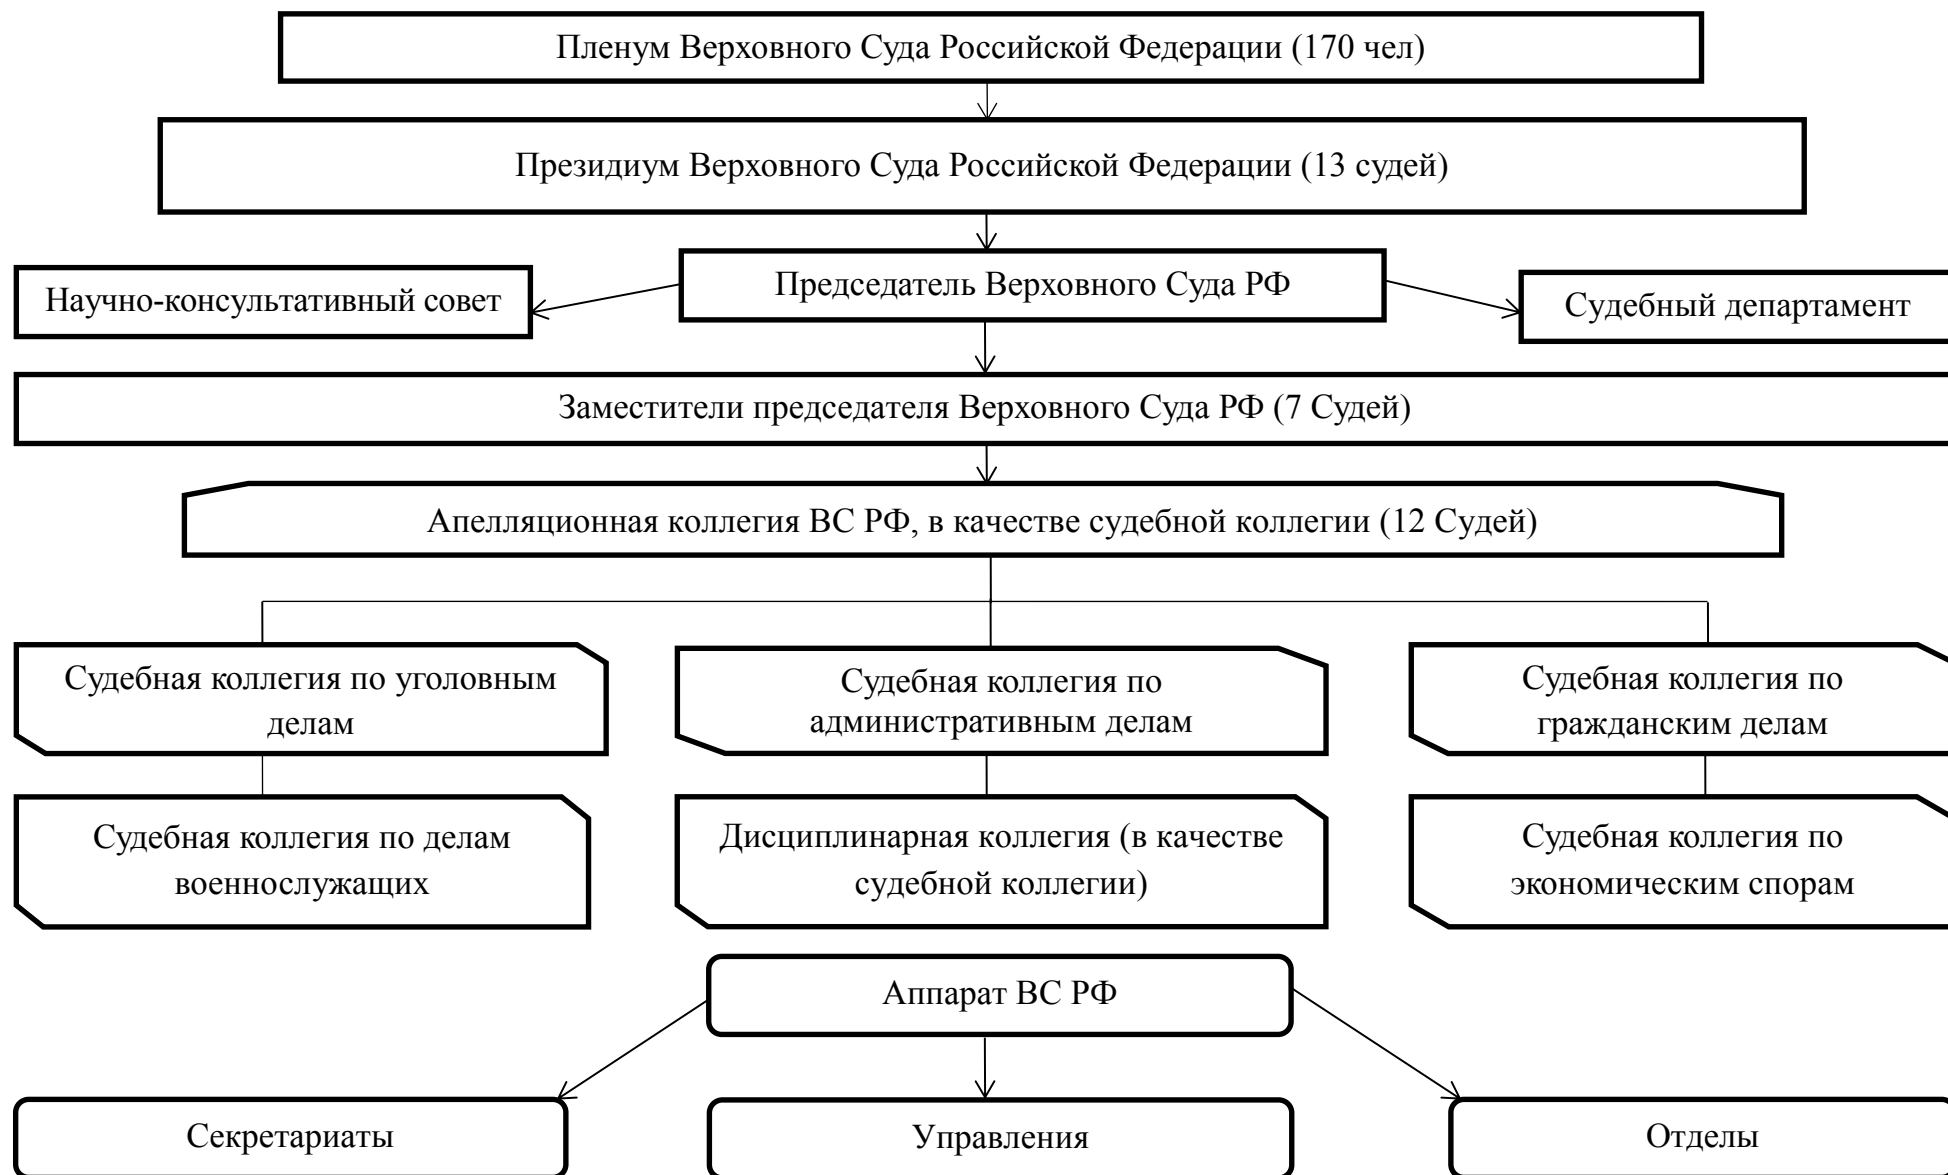 Пленум Верховного Суда Российской Федерации (170 чел)
Президиум Верховного Суда Российской Федерации (13 судей)
Председатель Верховного Суда РФ
Научно-консультативный совет
Судебный департамент
Заместители председателя Верховного Суда РФ (7 Судей)
Апелляционная коллегия ВС РФ, в качестве судебной коллегии (12 Судей)
Судебная коллегия по уголовным
делам
Судебная коллегия по
административным делам
Судебная коллегия по
гражданским делам
Судебная коллегия по делам
военнослужащих
Дисциплинарная коллегия (в качестве
судебной коллегии)
Судебная коллегия по
экономическим спорам
Аппарат ВС РФ
Секретариаты
Управления
Отделы